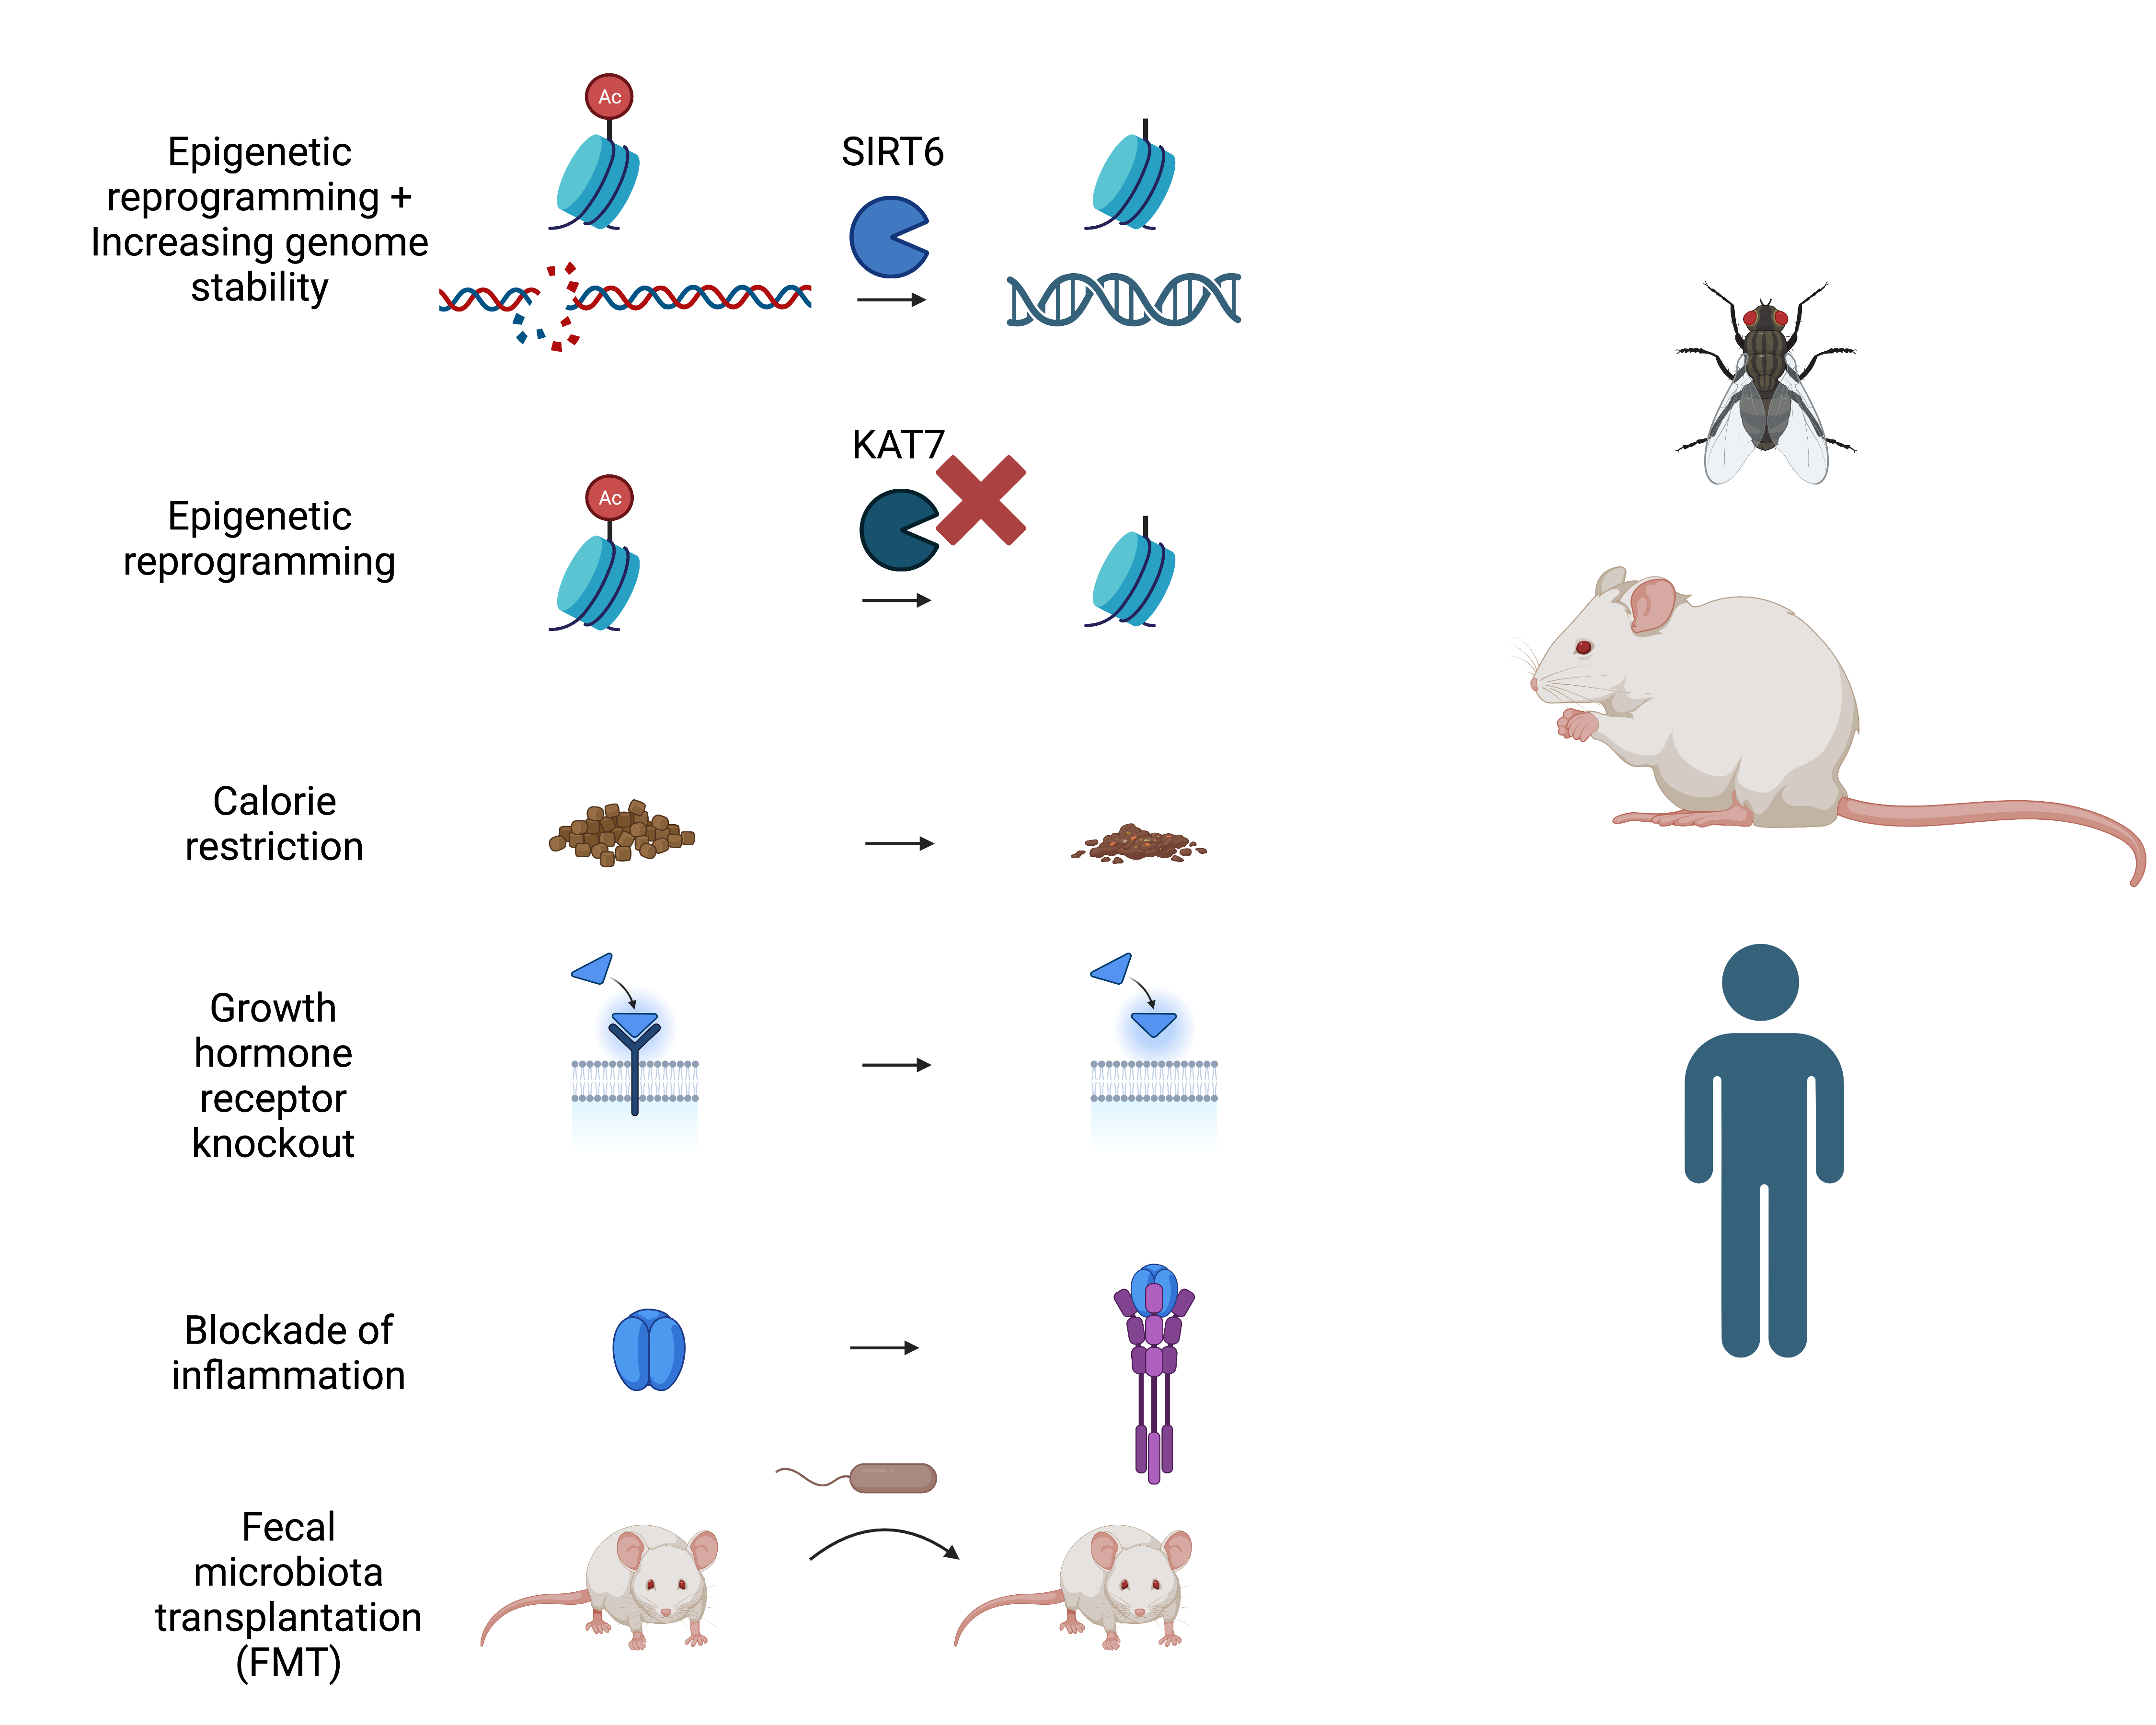 Epigenetic
reprogramming +
Increasing genome
stability
Ac
SIRT6
Epigenetic
reprogramming
Ac
KAT7
Calorie
restriction
Growth
hormone
receptor
knockout
Blockade of
inflammation
Fecal
microbiota
transplantation
(FMT)